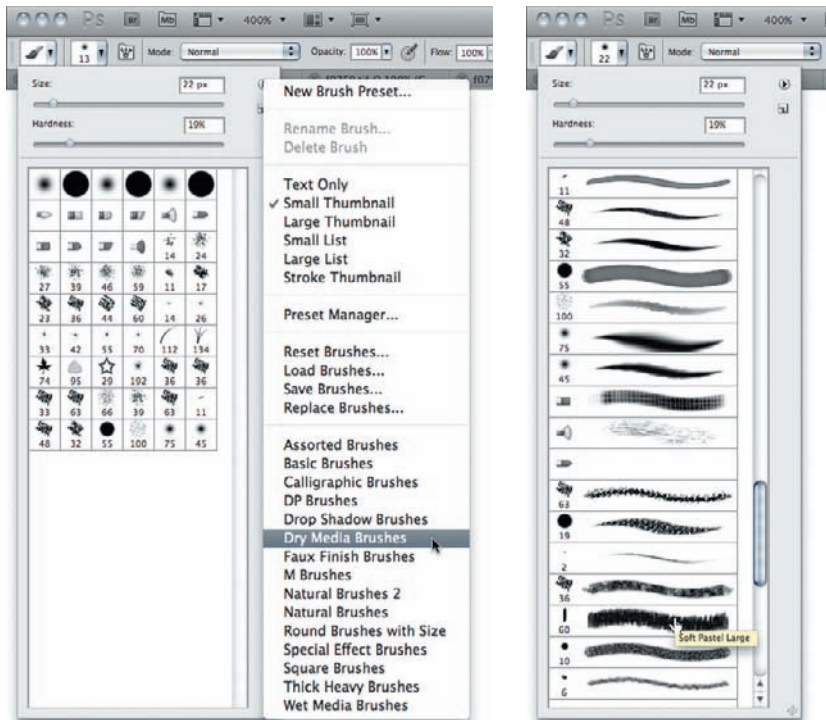 Ps Br Mb 400%
13 Mode: Normal Opacity: 100% Flow: 100%
Size: 22 px
Hardness: 19%
14 24
27 39 46 59 11 17
23 36 44 60 14 26
33 42 55 70 112 134
74 95 29 192 36 36
33 63 66 39 63 11
48 32 55 100 75 45
New Brush Preset...
Rename Brush...
Delete Brush
Text Only
✓ Small Thumbnail
Large Thumbnail
Small List
Large List
Stroke Thumbnail
Preset Manager...
Reset Brushes...
Load Brushes...
Save Brushes...
Replace Brushes...
Assorted Brushes
Basic Brushes
Calligraphic Brushes
DP Brushes
Drop Shadow Brushes
Dry Media Brushes
Faux Finish Brushes
M Brushes
Natural Brushes 2
Natural Brushes
Round Brushes with Size
Special Effect Brushes
Square Brushes
Thick Heavy Brushes
Wet Media Brushes
Ps Br Mb 400%
22 Mode: Normal
Size: 22 px
Hardness: 19%
11
48
32
55
100
75
45
63
19
2
36
60
Soft Pastel Large
10
6